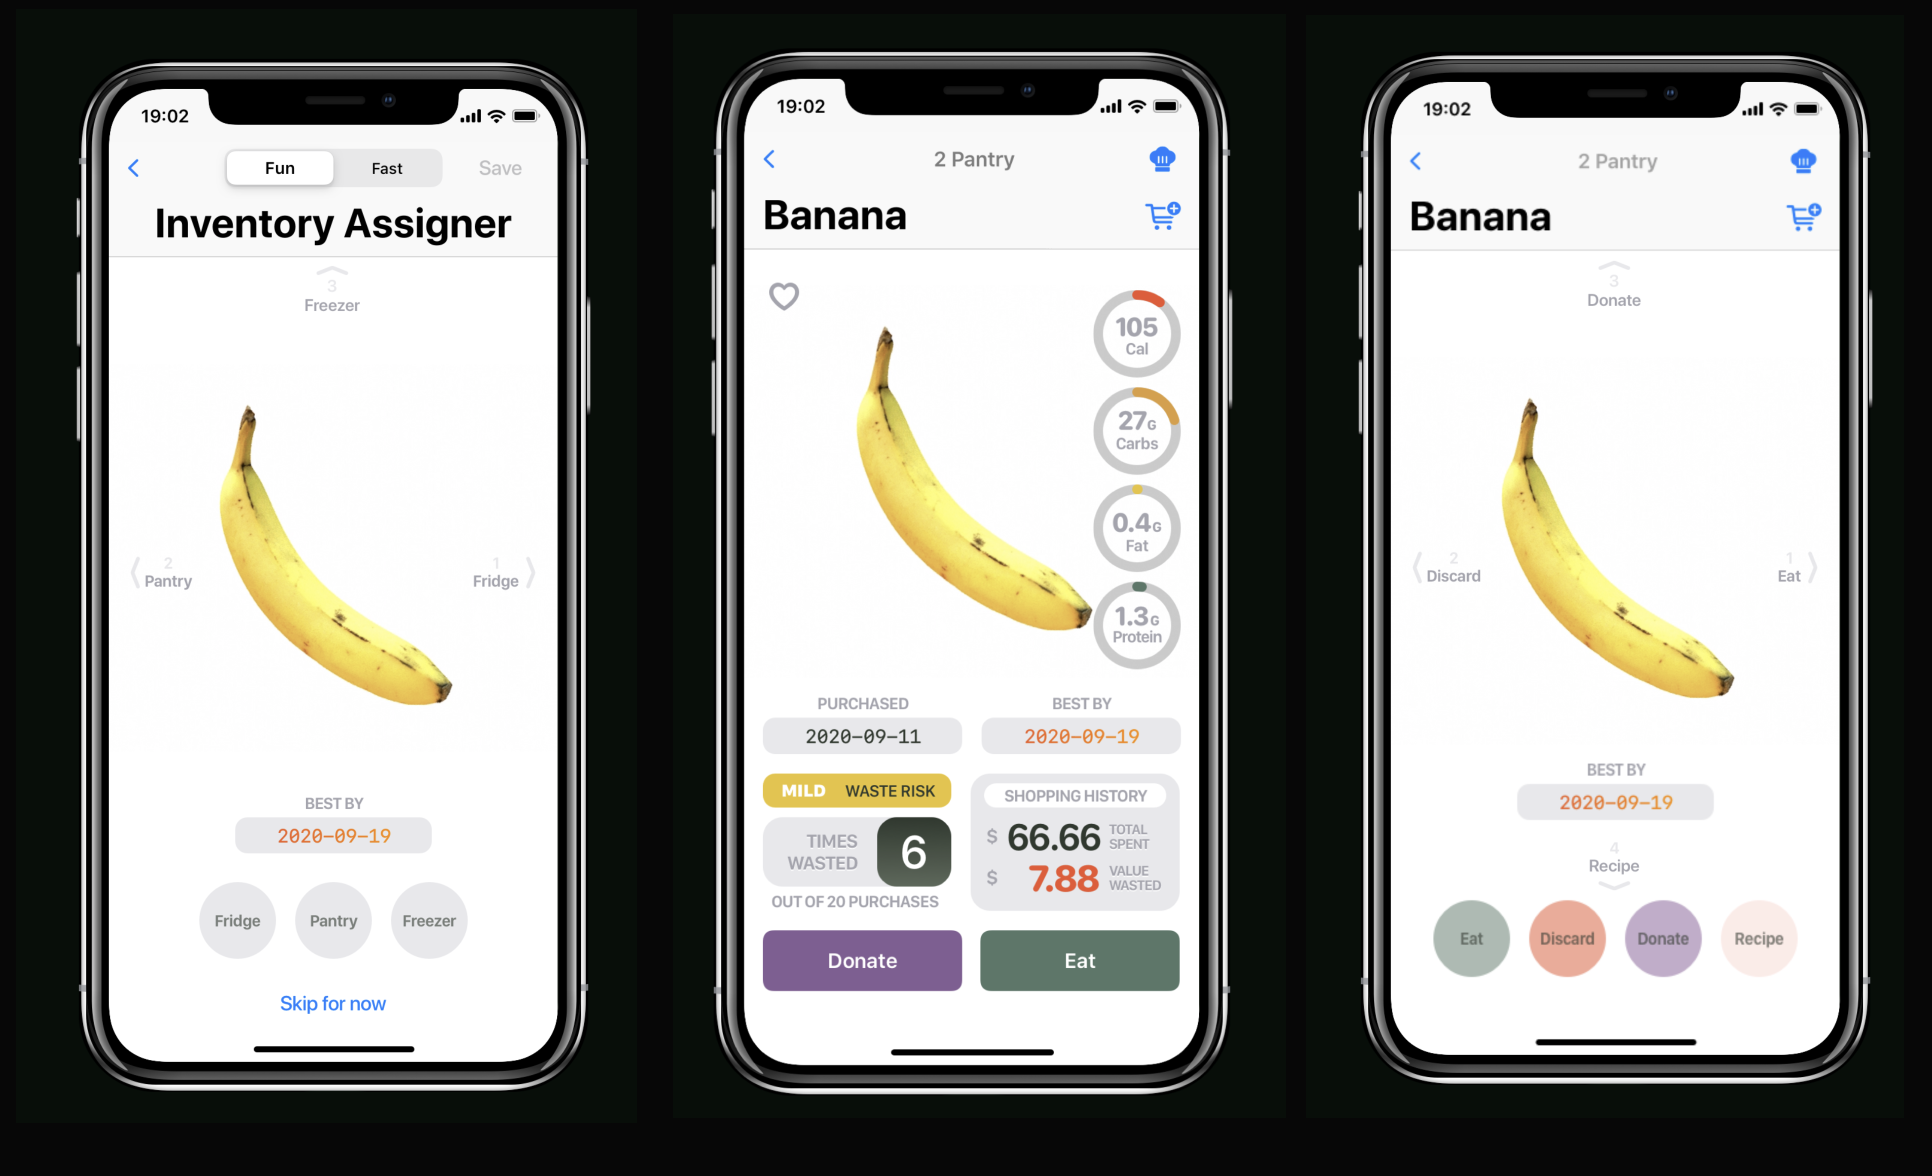 19:02
Fun
Fast
Save
Inventory Assigner
3
Freezer
2
Pantry
1
Fridge
BEST BY
2020-09-19
Fridge
Pantry
Freezer
Skip for now
19:02
2 Pantry
Banana
105
Cal
27G
Carbs
0.4G
Fat
1.3G
Protein
PURCHASED
BEST BY
2020-09-11
2020-09-19
MILD WASTE RISK
TIMES
WASTED
6
OUT OF 20 PURCHASES
SHOPPING HISTORY
$ 66.66 TOTAL
SPENT
$ 7.88 VALUE
WASTED
Donate
Eat
19:02
2 Pantry
Banana
3
Donate
2
Discard
1
Eat
BEST BY
2020-09-19
4
Recipe
Eat
Discard
Donate
Recipe